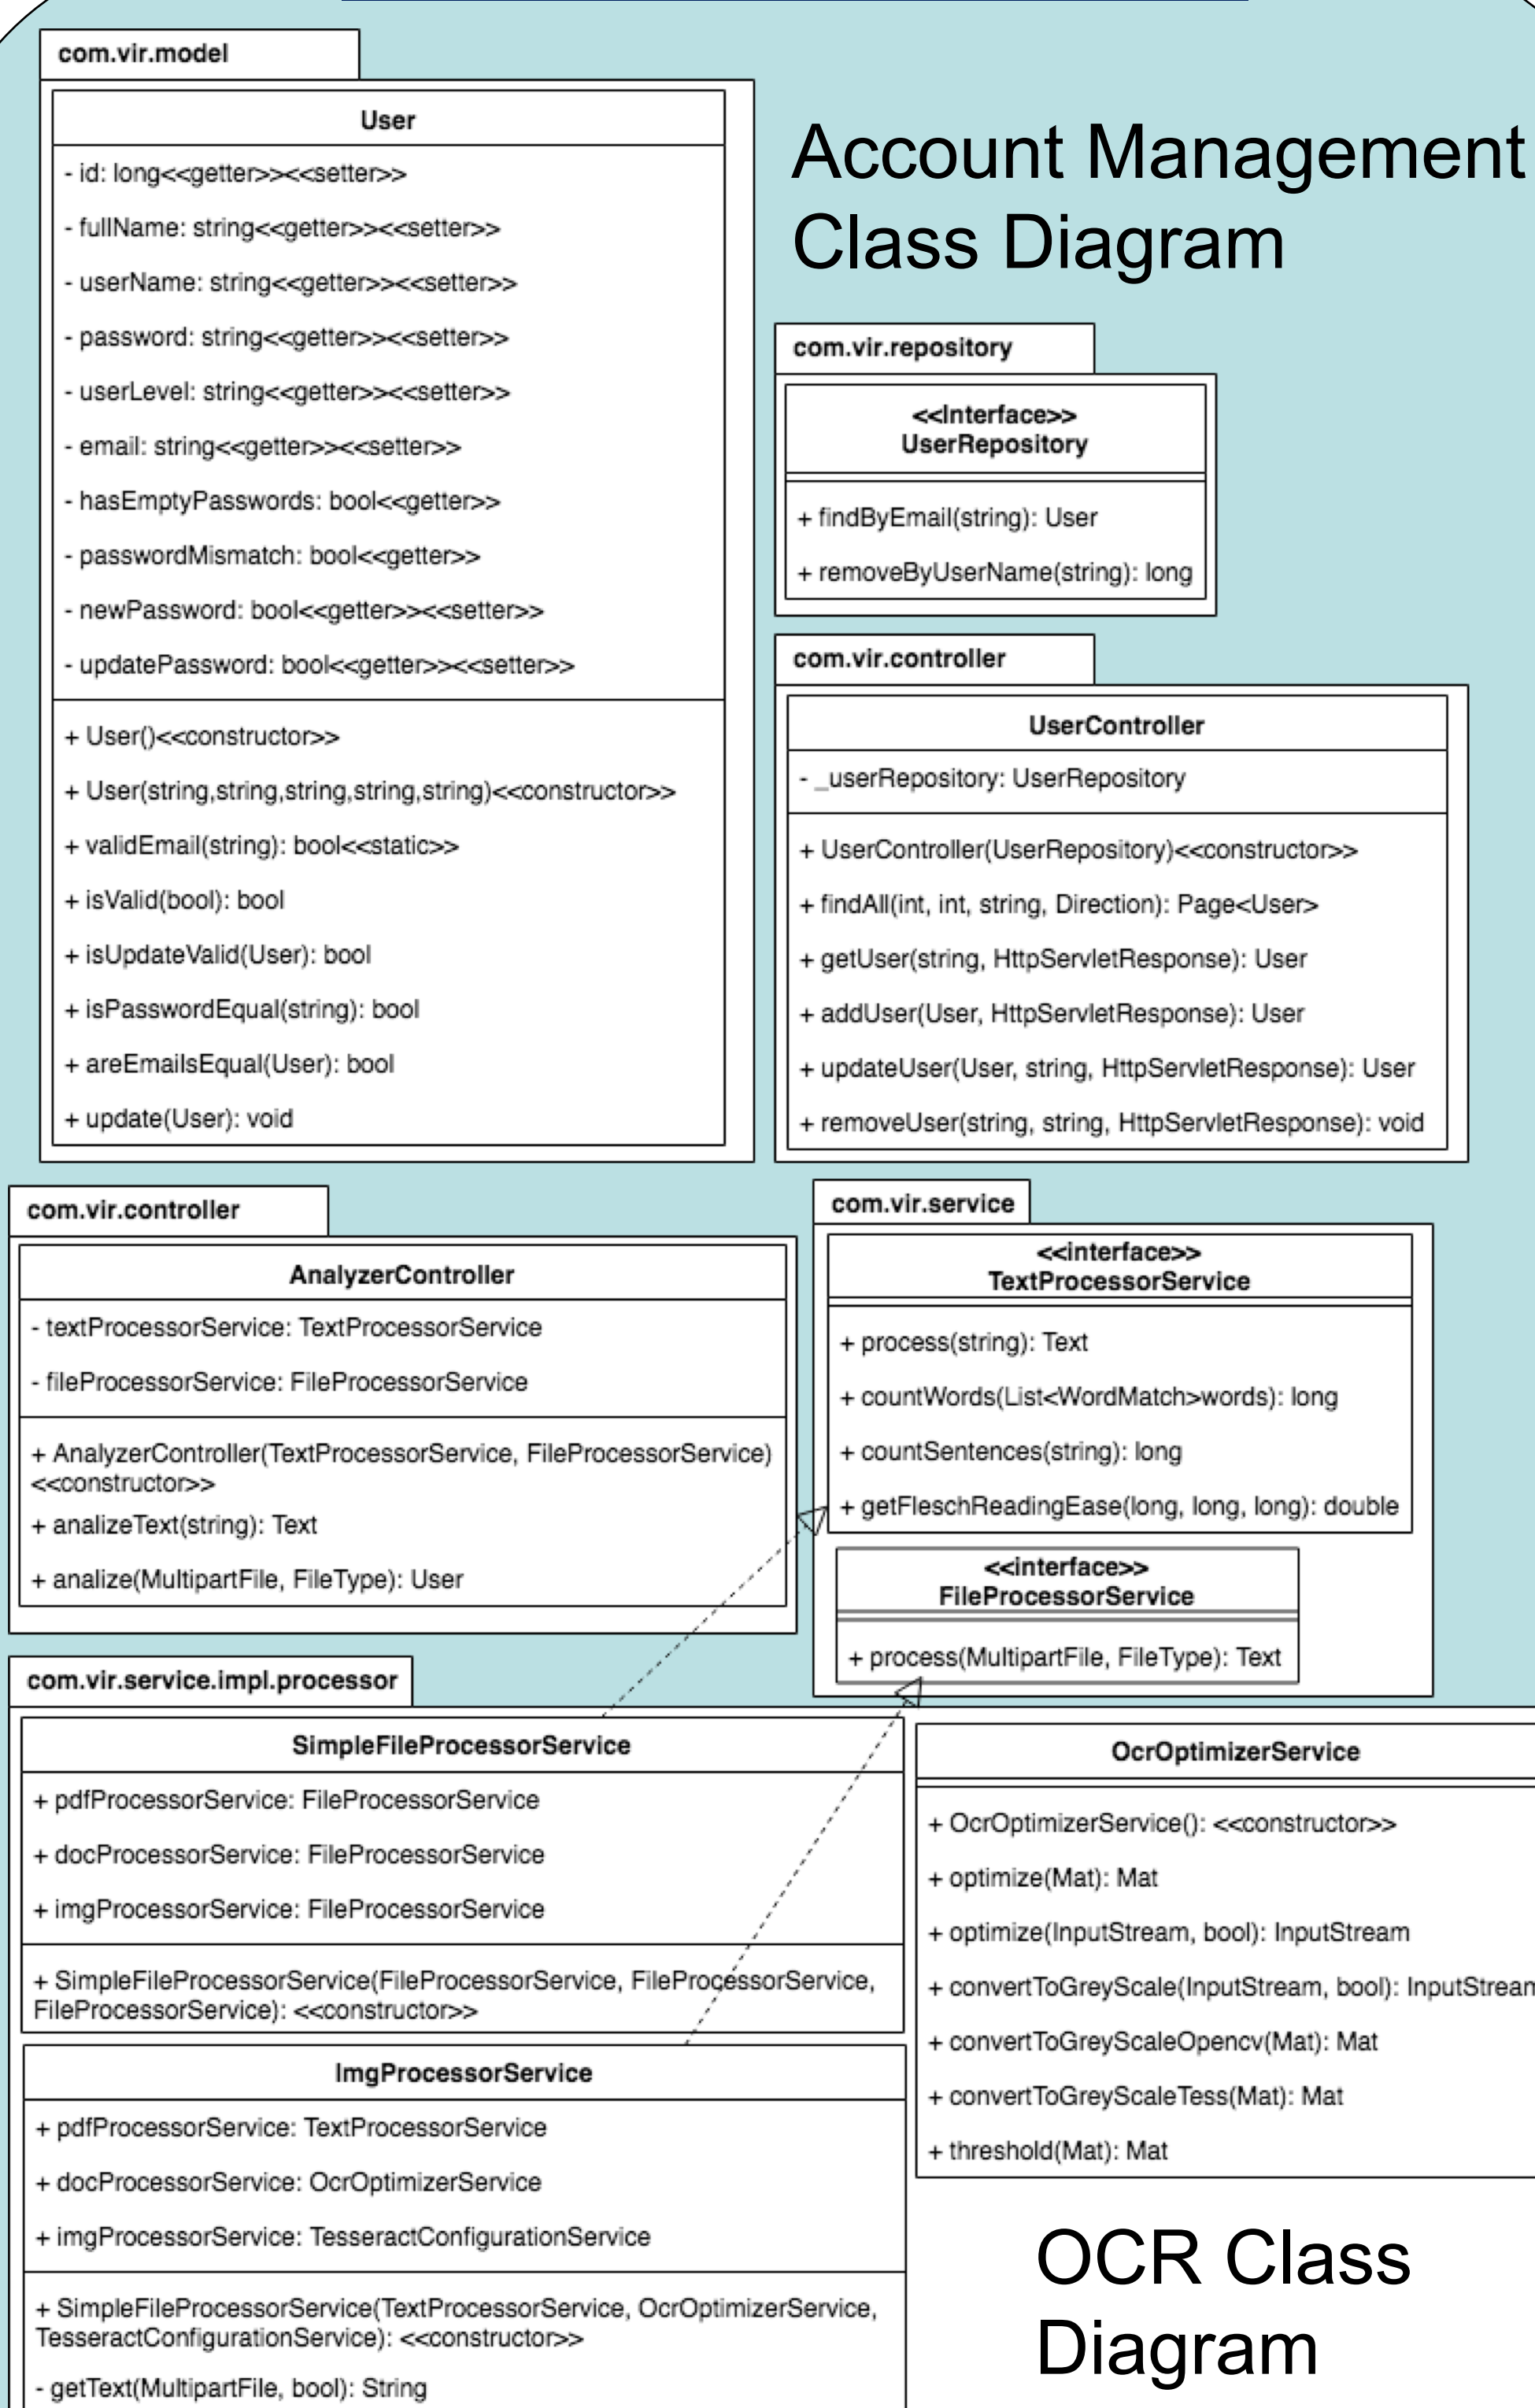 com.vir.model
User
- id: long<<getter>><<setter>>
- fullName: string<<getter>><<setter>>
- userName: string<<getter>><<setter>>
- password: string<<getter>><<setter>>
- userLevel: string<<getter>><<setter>>
- email: string<<getter>><<setter>>
- hasEmptyPasswords: bool<<getter>>
- passwordMismatch: bool<<getter>>
- newPassword: bool<<getter>><<setter>>
- updatePassword: bool<<getter>><<setter>>
+ User()<<constructor>>
+ User(string,string,string,string,string)<<constructor>>
+ validEmail(string): bool<<static>>
+ isValid(bool): bool
+ isUpdateValid(User): bool
+ isPasswordEqual(string): bool
+ areEmailsEqual(User): bool
+ update(User): void
Account Management
Class Diagram
com.vir.repository
<<Interface>>
UserRepository
+ findByEmail(string): User
+ removeByUserName(string): long
com.vir.controller
UserController
- _userRepository: UserRepository
+ UserController(UserRepository)<<constructor>>
+ findAll(int, int, string, Direction): Page<User>
+ getUser(string, HttpServletResponse): User
+ addUser(User, HttpServletResponse): User
+ updateUser(User, string, HttpServletResponse): User
+ removeUser(string, string, HttpServletResponse): void
com.vir.controller
AnalyzerController
- textProcessorService: TextProcessorService
- fileProcessorService: FileProcessorService
+ AnalyzerController(TextProcessorService, FileProcessorService)
<<constructor>>
+ analizeText(string): Text
+ analize(MultipartFile, FileType): User
com.vir.service
<<interface>>
TextProcessorService
+ process(string): Text
+ countWords(List<WordMatch>words): long
+ countSentences(string): long
+ getFleschReadingEase(long, long, long): double
<<interface>>
FileProcessorService
+ process(MultipartFile, FileType): Text
com.vir.service.impl.processor
SimpleFileProcessorService
+ pdfProcessorService: FileProcessorService
+ docProcessorService: FileProcessorService
+ imgProcessorService: FileProcessorService
+ SimpleFileProcessorService(FileProcessorService, FileProcessorService,
FileProcessorService): <<constructor>>
ImgProcessorService
+ pdfProcessorService: TextProcessorService
+ docProcessorService: OcrOptimizerService
+ imgProcessorService: TesseractConfigurationService
+ SimpleFileProcessorService(TextProcessorService, OcrOptimizerService,
TesseractConfigurationService): <<constructor>>
- getText(MultipartFile, bool): String
OcrOptimizerService
+ OcrOptimizerService(): <<constructor>>
+ optimize(Mat): Mat
+ optimize(InputStream, bool): InputStream
+ convertToGreyScale(InputStream, bool): InputStream
+ convertToGreyScaleOpencv(Mat): Mat
+ convertToGreyScaleTess(Mat): Mat
+ threshold(Mat): Mat
OCR Class
Diagram